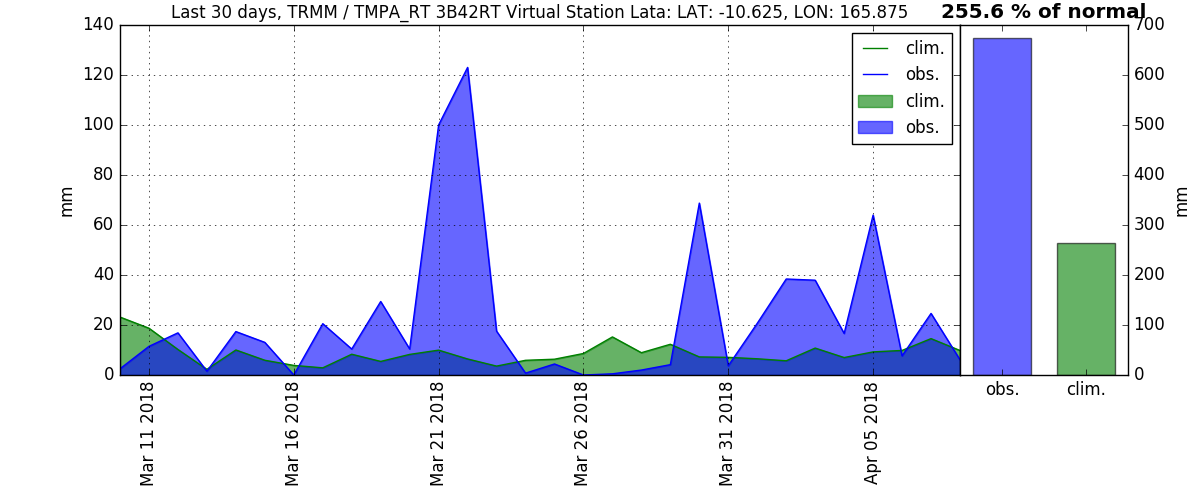 Last 30 days, TRMM / TMPA_RT 3B42RT Virtual Station Lata: LAT: -10.625, LON: 165.875
255.6 % of normal
140
120
100
80
60
40
20
0
mm
clim.
obs.
clim.
obs.
Mar 11 2018
Mar 16 2018
Mar 21 2018
Mar 26 2018
Mar 31 2018
Apr 05 2018
700
600
500
400
300
200
100
0
mm
obs.
clim.